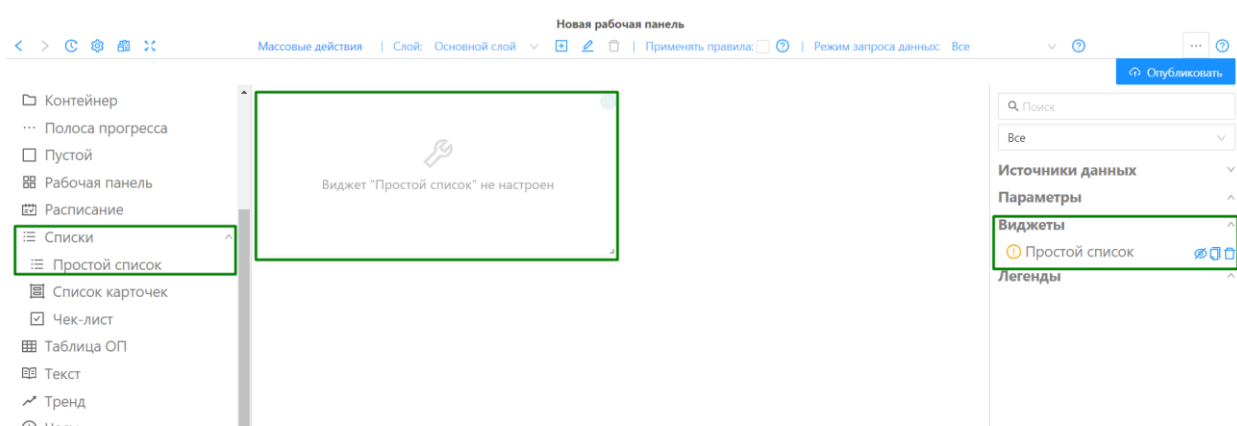 Новая рабочая панель
Массовые действия | Слой: Основной слой | Применять правила: | Режим запроса данных: Все
Опубликовать
Контейнер
Полоса прогресса
Пустой
Рабочая панель
Расписание
Списки
Простой список
Список карточек
Чек-лист
Таблица ОП
Текст
Тренд
Виджет "Простой список" не настроен
Поиск
Все
Источники данных
Параметры
Виджеты
Простой список
Легенды